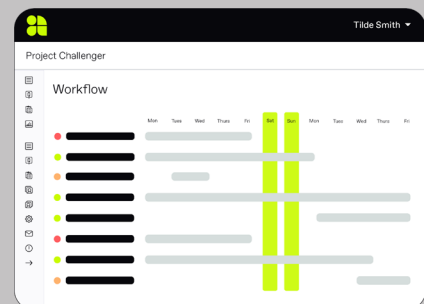 Tilde Smith
Project Challenger
Workflow
Mon Tues Wed Thurs Fri Sat Sun Mon Tues Wed Thurs Fri